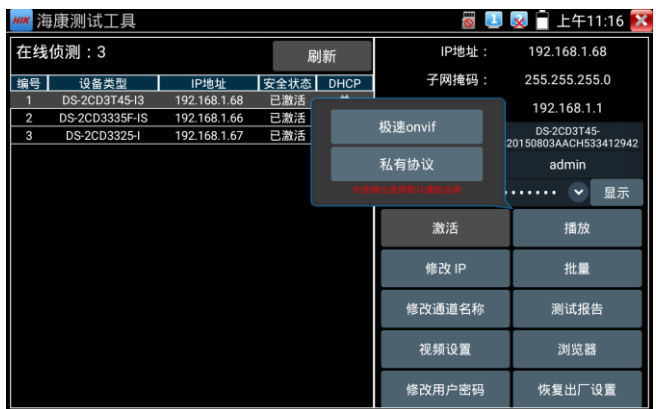 HIK 海康测试工具 上午11:16
在线侦测：3 刷新
编号 设备类型 IP地址 安全状态 DHCP
1 DS-2CD3T45-I3 192.168.1.68 已激活
2 DS-2CD3335F-IS 192.168.1.66 已激活
3 DS-2CD3325-I 192.168.1.67 已激活
极速onvif
私有协议
IP地址： 192.168.1.68
子网掩码： 255.255.255.0
192.168.1.1
DS-2CD3T45-
20150803AACH533412942
admin
显示
激活 播放
修改 IP 批量
修改通道名称 测试报告
视频设置 浏览器
修改用户密码 恢复出厂设置